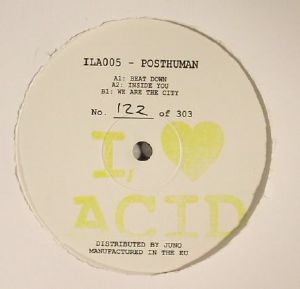 ILA005 - POSTHUMAN
A1: BEAT DOWN
A2: INSIDE YOU
B1: WE ARE THE CITY
No. 122 of 303
I, ♥
ACID
DISTRIBUTED BY JUNO
MANUFACTURED IN THE EU